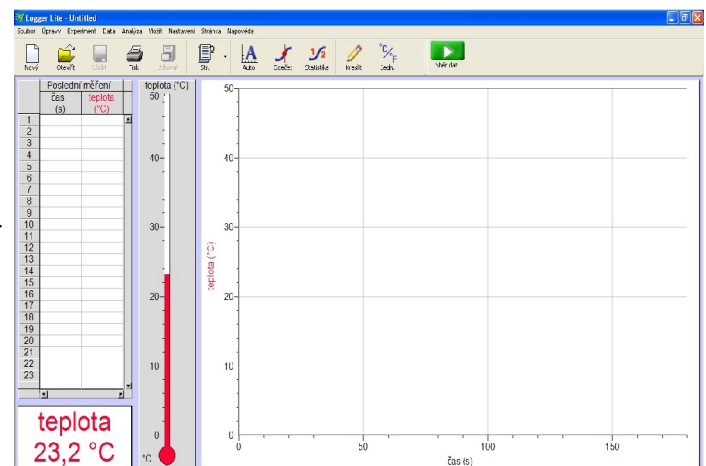 Logger Lite - Untitled
Soubor Úpravy Experiment Data Analýza Vložit Nastavení Stránka Nápověda
Nový Otevřít Uložit Tisk Str. Auto Odečet Statistika Kreslit Jedn. Sběr dat
Poslední měření
čas teplota
(s) (°C)
1
2
3
4
5
6
7
8
9
10
11
12
13
14
15
16
17
18
19
20
21
22
23
teplota
23,2 °C
teplota (°C)
50
40
30
20
10
0
°C
50
40
30
20
10
0
teplota (°C)
0 50 100 150
čas (s)